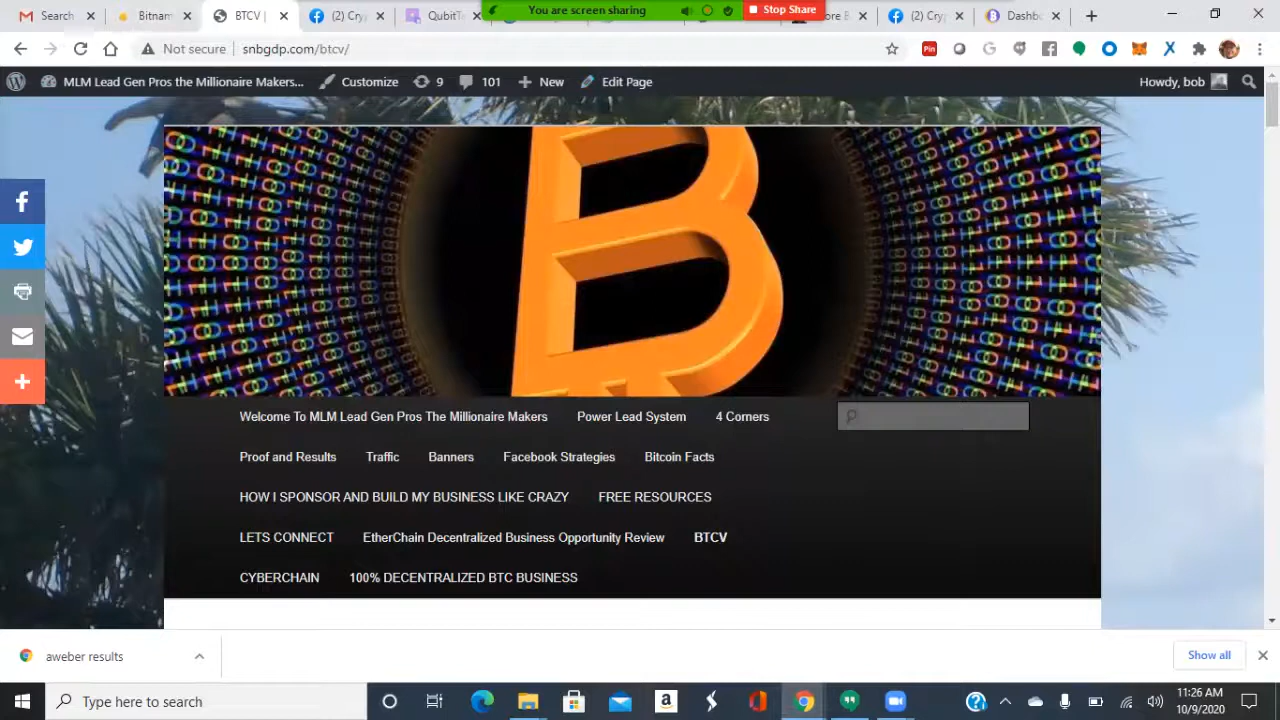 You are screen sharing
Stop Share
Search
Bitnam
BTCV |
(2) Cry
QubitT
(2) Cry
Dashbo
Not secure | snbgdp.com/btcv/
MLM Lead Gen Pros the Millionaire Makers... Customize 9 101 New Edit Page Howdy, bob
Welcome To MLM Lead Gen Pros The Millionaire Makers Power Lead System 4 Corners
Proof and Results Traffic Banners Facebook Strategies Bitcoin Facts
HOW I SPONSOR AND BUILD MY BUSINESS LIKE CRAZY FREE RESOURCES
LETS CONNECT EtherChain Decentralized Business Opportunity Review BTCV
CYBERCHAIN 100% DECENTRALIZED BTC BUSINESS
aweber results Show all
Type here to search
11:26 AM
10/9/2020